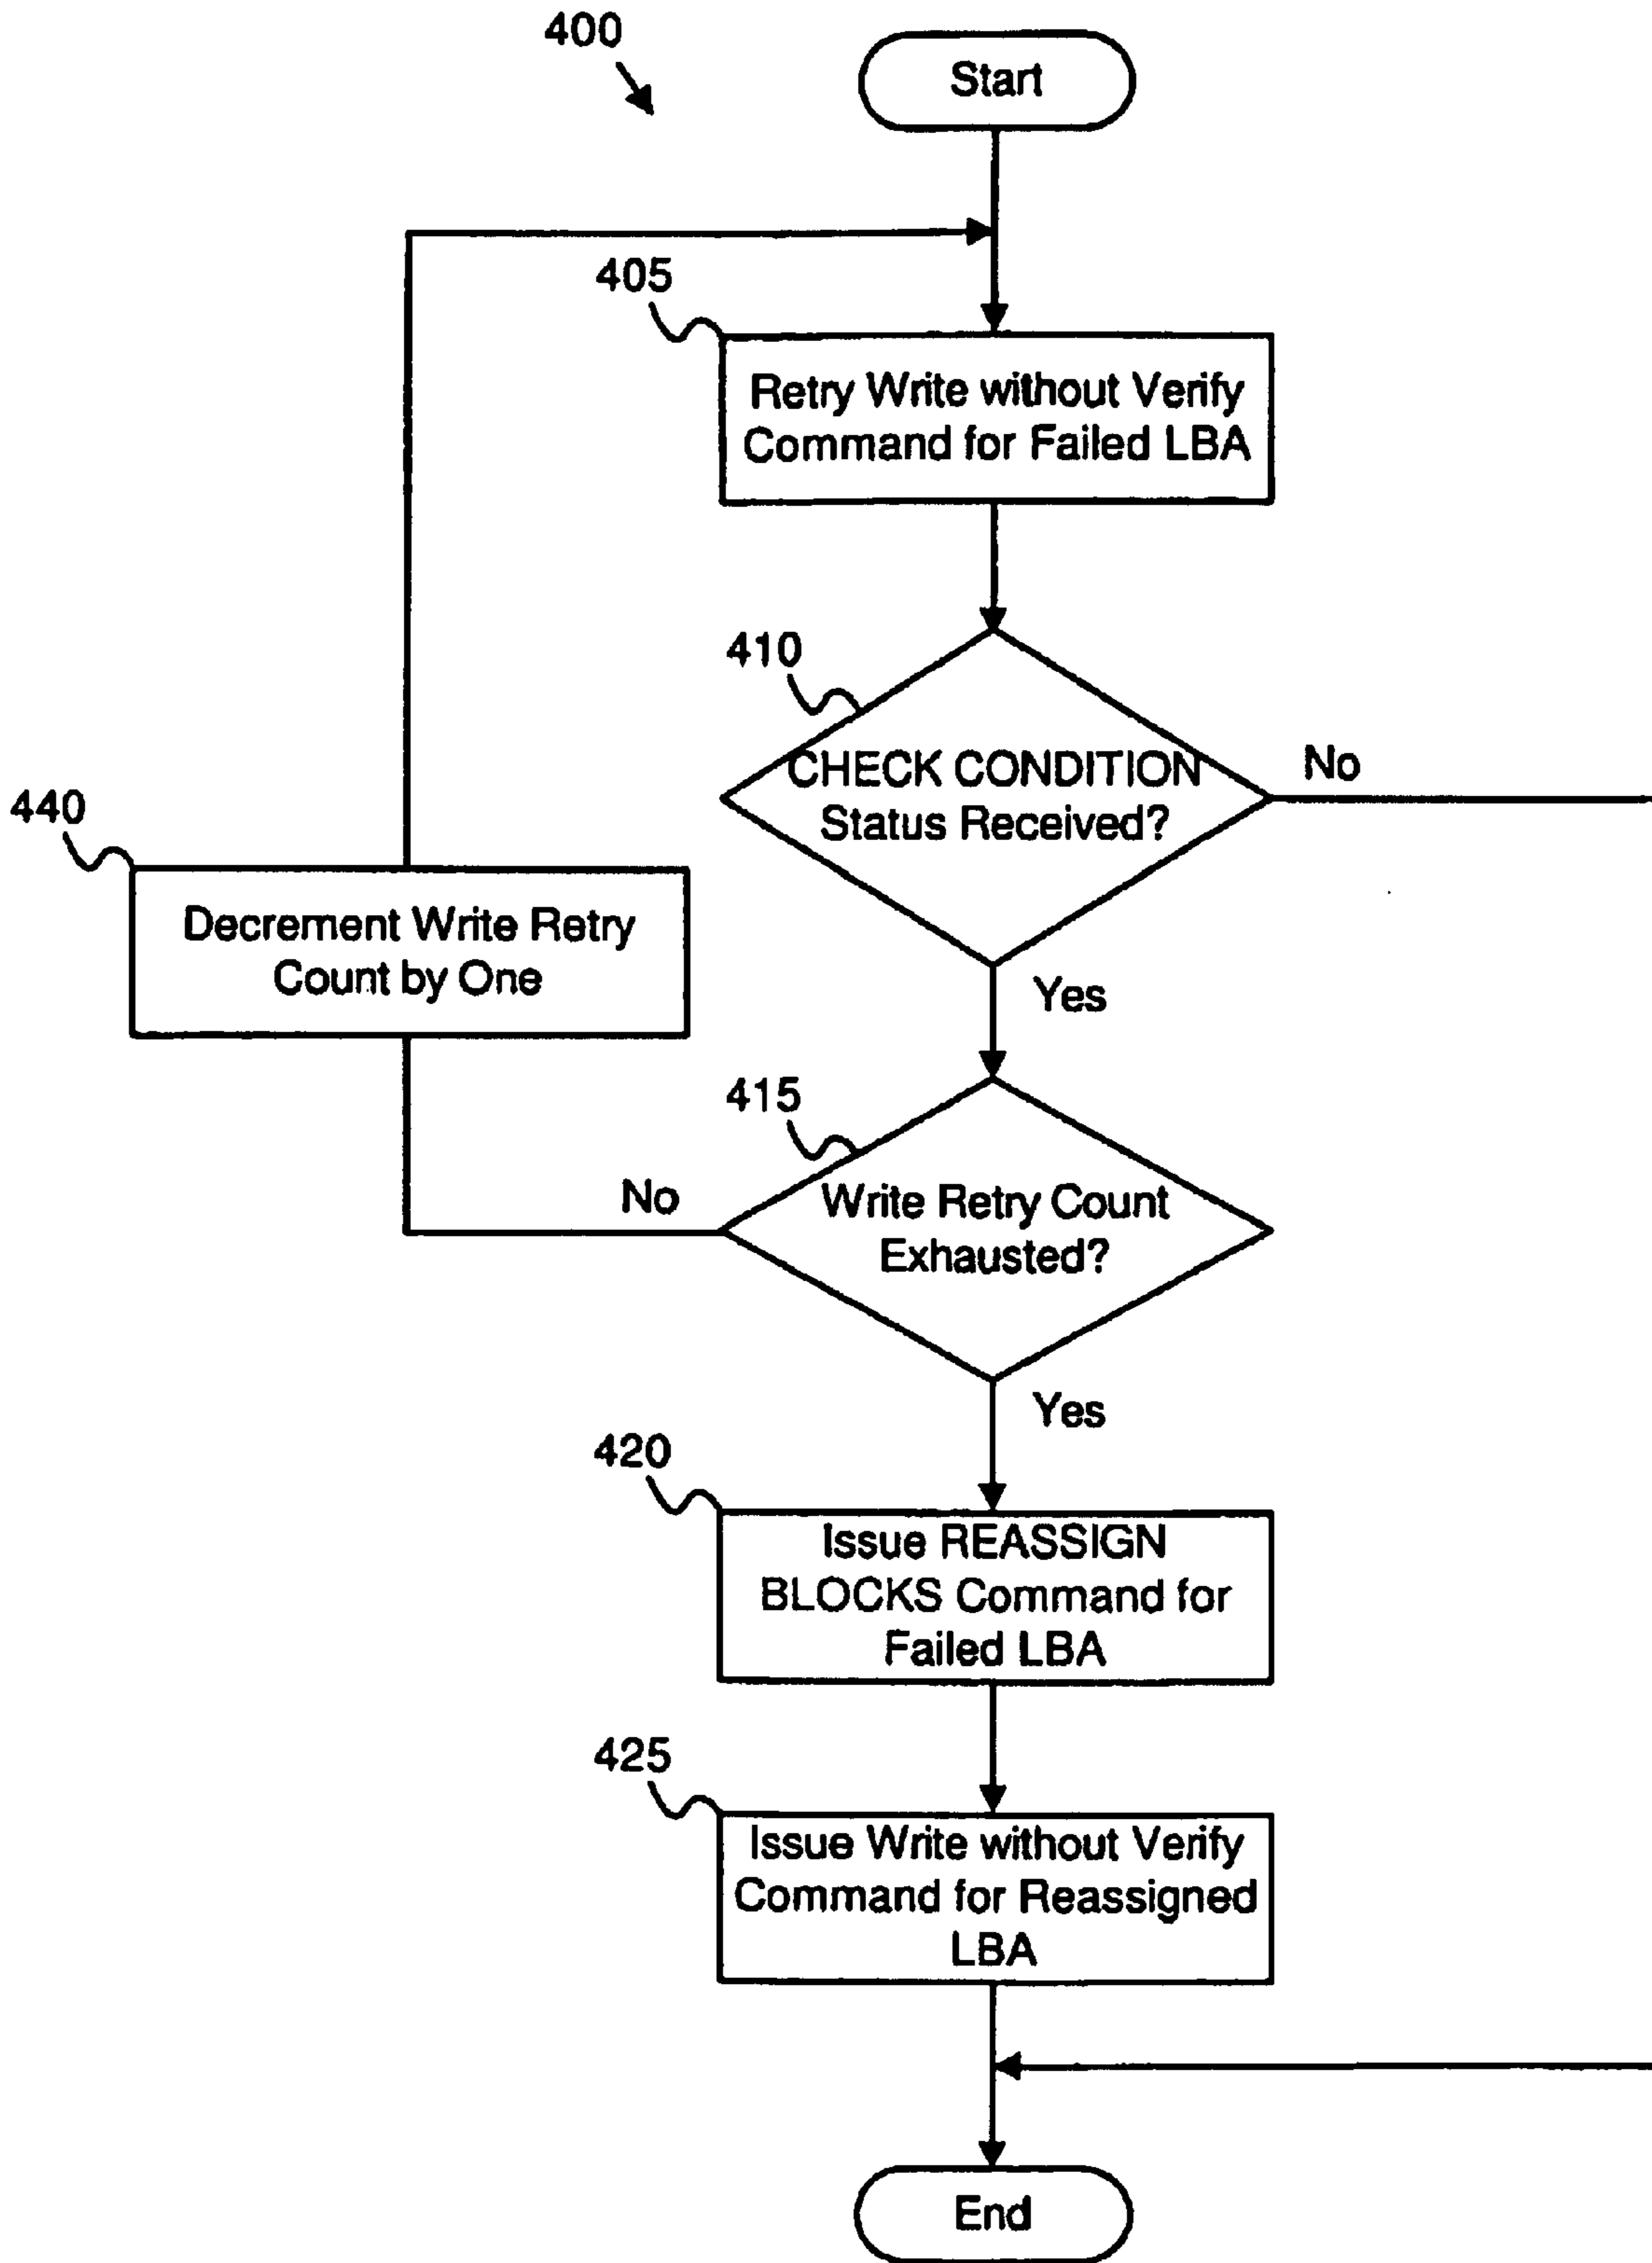 400
Start
405
Retry Write without Verify
Command for Failed LBA
410
CHECK CONDITION
Status Received?
No
440
Decrement Write Retry
Count by One
Yes
415
No
Write Retry Count
Exhausted?
Yes
420
Issue REASSIGN
BLOCKS Command for
Failed LBA
425
Issue Write without Verify
Command for Reassigned
LBA
End